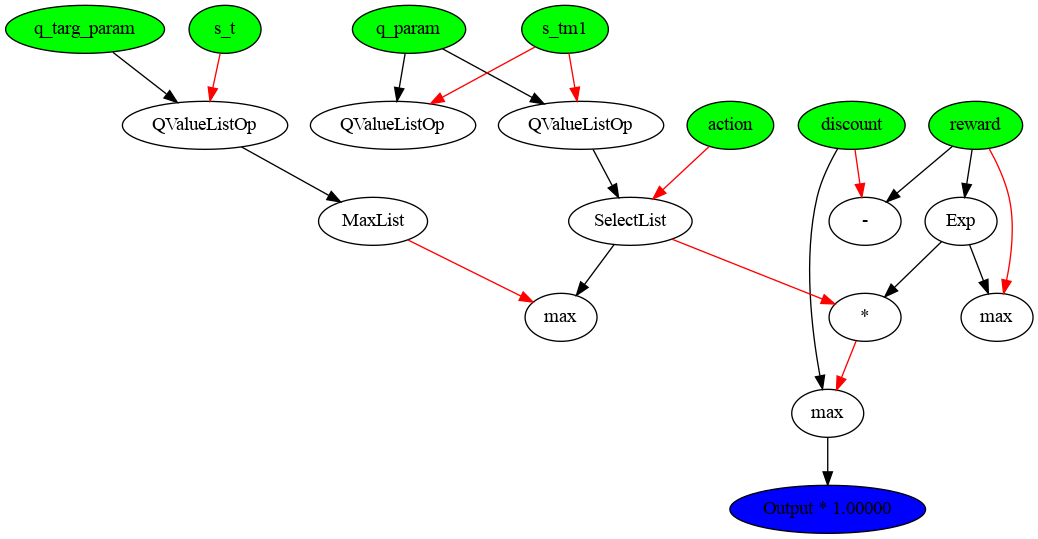 q_targ_param
s_t
q_param
s_tm1
QValueListOp
QValueListOp
QValueListOp
action
discount
reward
MaxList
SelectList
-
Exp
max
*
max
max
Output * 1.00000